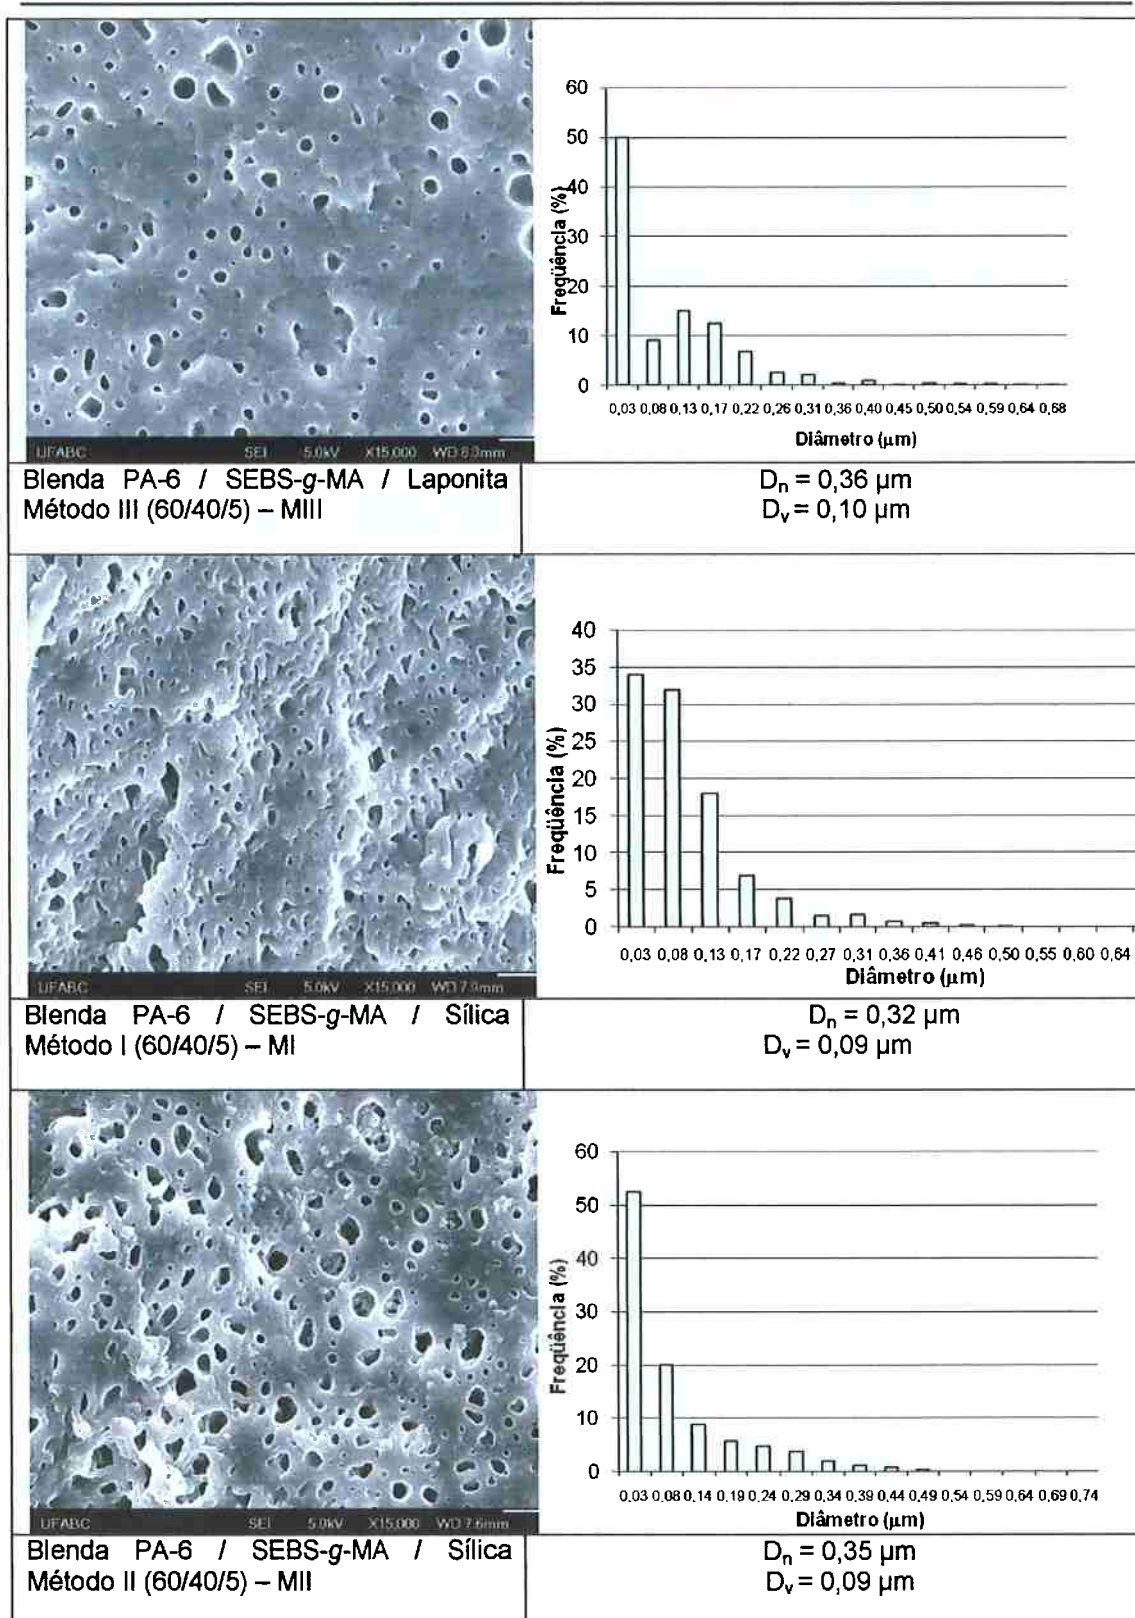 60
50
40
30
20
10
0
Freqüência (%)
0,03 0,08 0,13 0,17 0,22 0,26 0,31 0,36 0,40 0,45 0,50 0,54 0,59 0,64 0,68
Diâmetro (μm)
UFABC SEI 5.0kV X15,000 WD 8.3mm
Blenda PA-6 / SEBS-g-MA / Laponita
Método III (60/40/5) – MIII
Dn = 0,36 μm
Dv = 0,10 μm
40
35
30
25
20
15
10
5
0
Freqüência (%)
0,03 0,08 0,13 0,17 0,22 0,27 0,31 0,36 0,41 0,46 0,50 0,55 0,60 0,64
Diâmetro (μm)
UFABC SEI 5.0kV X15,000 WD 7.9mm
Blenda PA-6 / SEBS-g-MA / Sílica
Método I (60/40/5) – MI
Dn = 0,32 μm
Dv = 0,09 μm
60
50
40
30
20
10
0
Freqüência (%)
0,03 0,08 0,14 0,19 0,24 0,29 0,34 0,39 0,44 0,49 0,54 0,59 0,64 0,69 0,74
Diâmetro (μm)
UFABC SEI 5.0kV X15,000 WD 7.6mm
Blenda PA-6 / SEBS-g-MA / Sílica
Método II (60/40/5) – MII
Dn = 0,35 μm
Dv = 0,09 μm